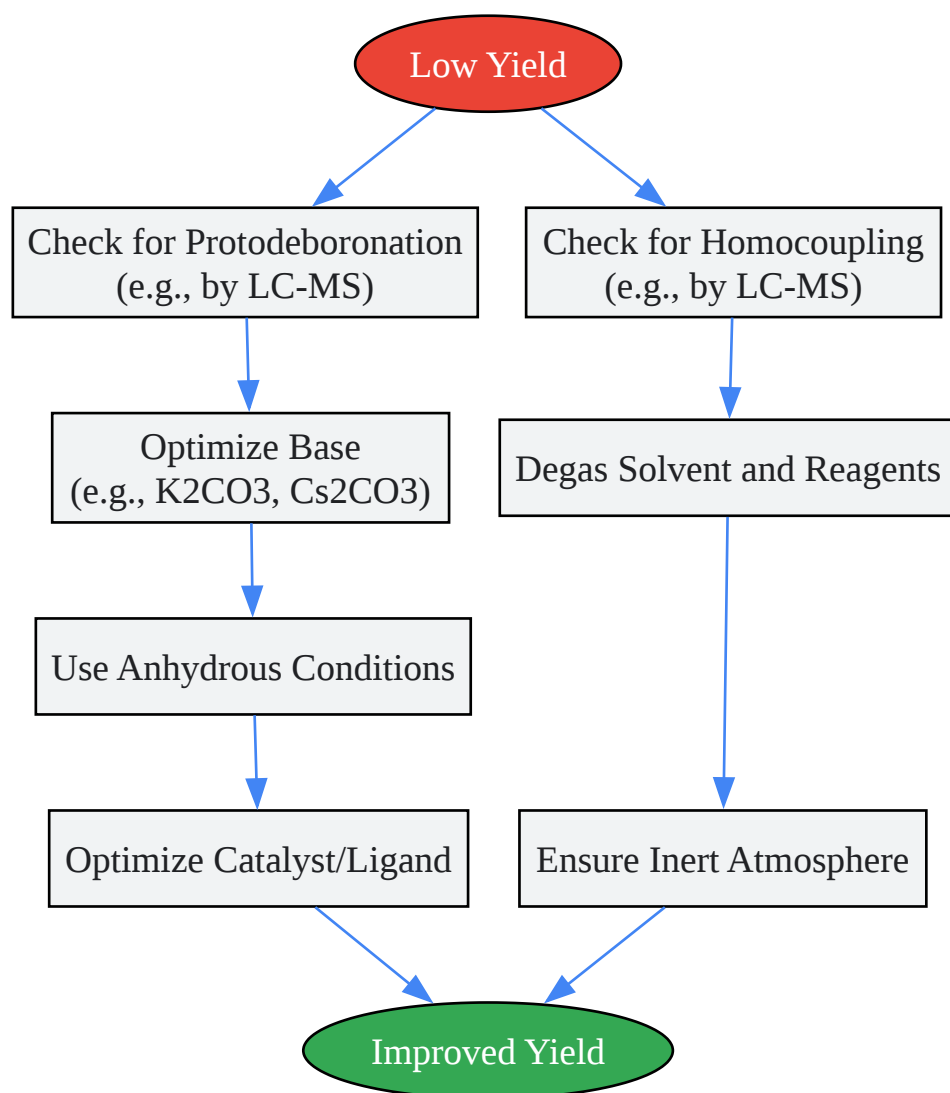 Low Yield
Check for Protodeboronation
(e.g., by LC-MS)
Check for Homocoupling
(e.g., by LC-MS)
Optimize Base
(e.g., K2CO3, Cs2CO3)
Degas Solvent and Reagents
Use Anhydrous Conditions
Optimize Catalyst/Ligand
Ensure Inert Atmosphere
Improved Yield